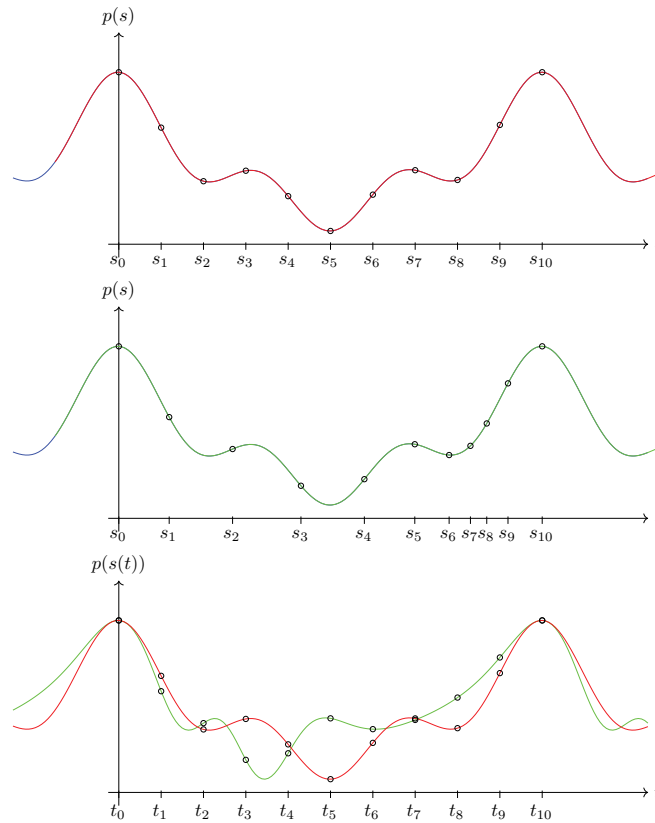 p(s)
s₀ s₁ s₂ s₃ s₄ s₅ s₆ s₇ s₈ s₉ s₁₀
p(s)
s₀ s₁ s₂ s₃ s₄ s₅ s₆ s₇ s₈ s₉ s₁₀
p(s(t))
t₀ t₁ t₂ t₃ t₄ t₅ t₆ t₇ t₈ t₉ t₁₀